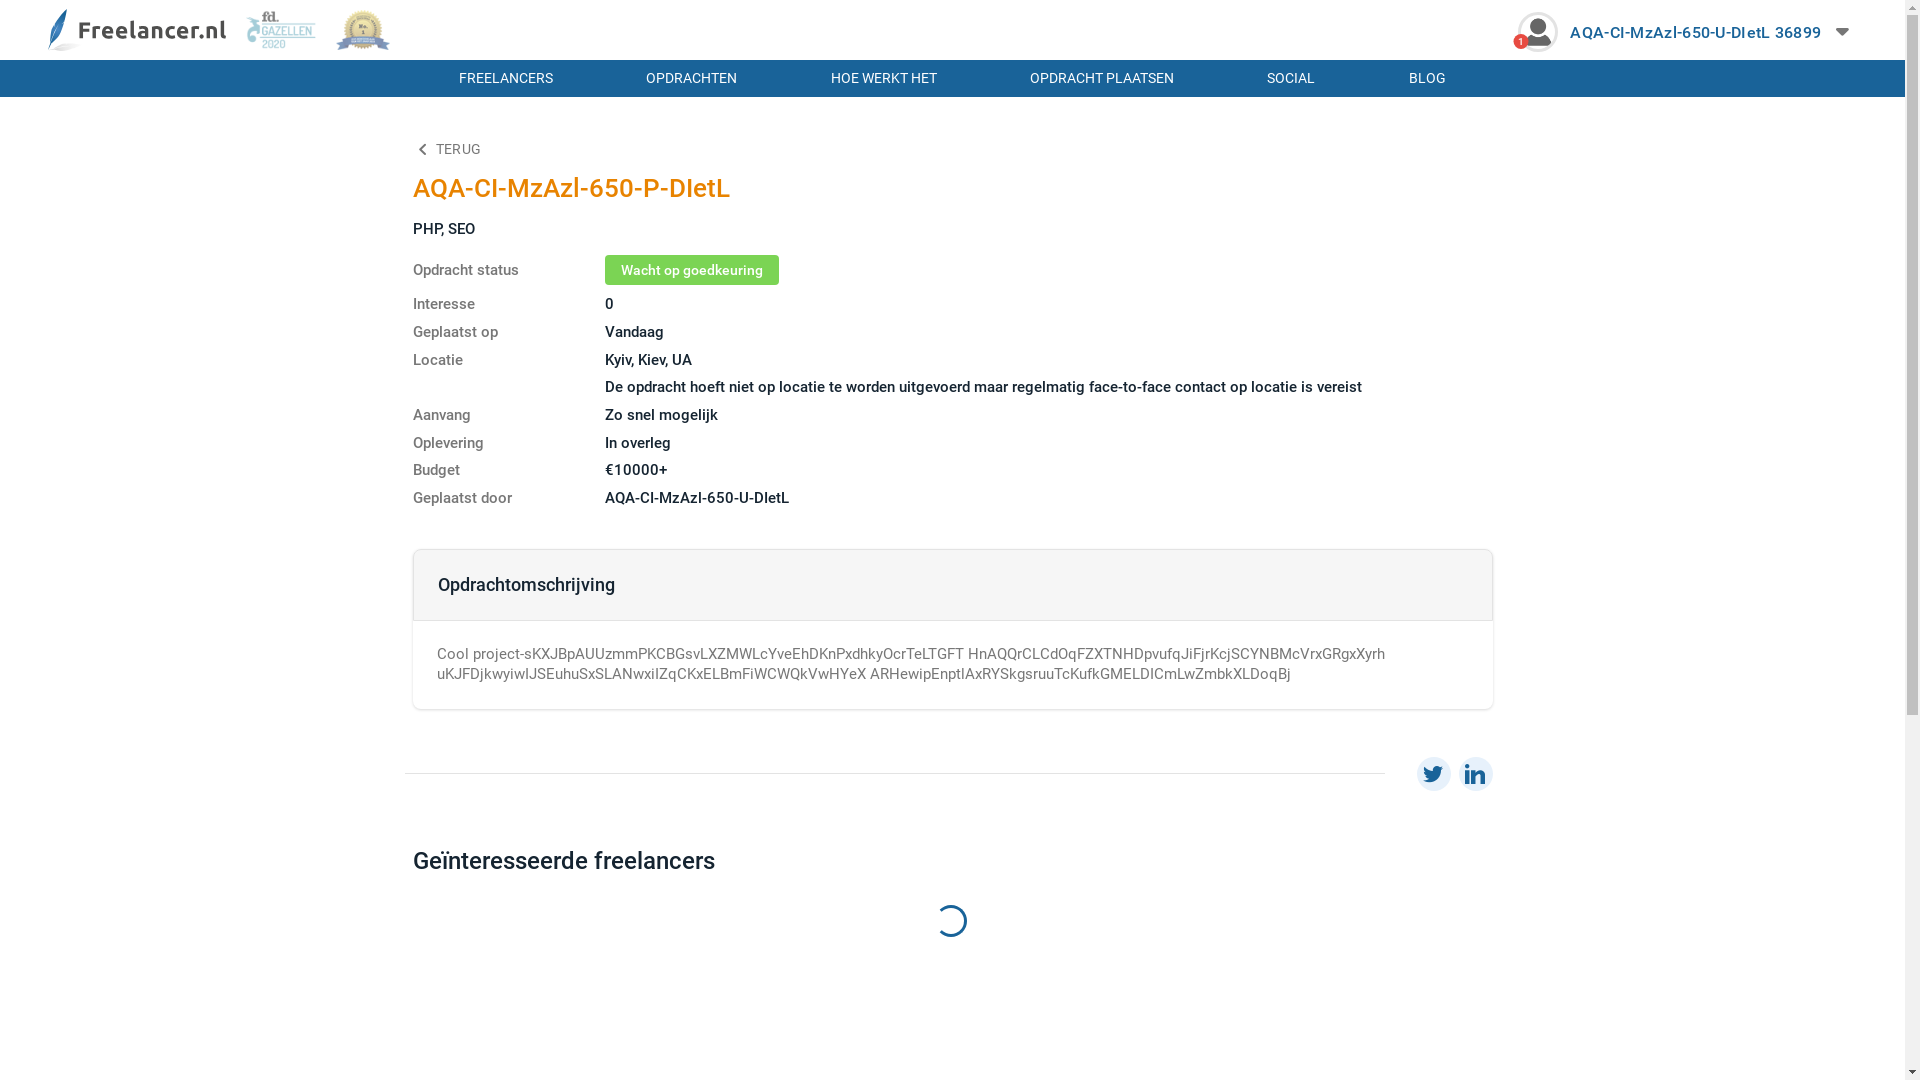 Freelancer.nl
fd.
GAZELLEN
2020
1
AQA-CI-MzAzl-650-U-DIetL 36899
FREELANCERS
OPDRACHTEN
HOE WERKT HET
OPDRACHT PLAATSEN
SOCIAL
BLOG
TERUG
AQA-CI-MzAzl-650-P-DIetL
PHP, SEO
Opdracht status Wacht op goedkeuring
Interesse 0
Geplaatst op Vandaag
Locatie Kyiv, Kiev, UA
De opdracht hoeft niet op locatie te worden uitgevoerd maar regelmatig face-to-face contact op locatie is vereist
Aanvang Zo snel mogelijk
Oplevering In overleg
Budget €10000+
Geplaatst door AQA-CI-MzAzl-650-U-DIetL
Opdrachtomschrijving
Cool project-sKXJBpAUUzmmPKCBGsvLXZMWLcYveEhDKnPxdhkyOcrTeLTGFT HnAQQrCLCdOqFZXTNHDpvufqJiFjrKcjSCYNBMcVrxGRgxXyrh
uKJFDjkwyiwIJSEuhuSxSLANwxiIZqCKxELBmFiWCWQkVwHYeX ARHewipEnptlAxRYSkgsruuTcKufkGMELDICmLwZmbkXLDoqBj
Geïnteresseerde freelancers